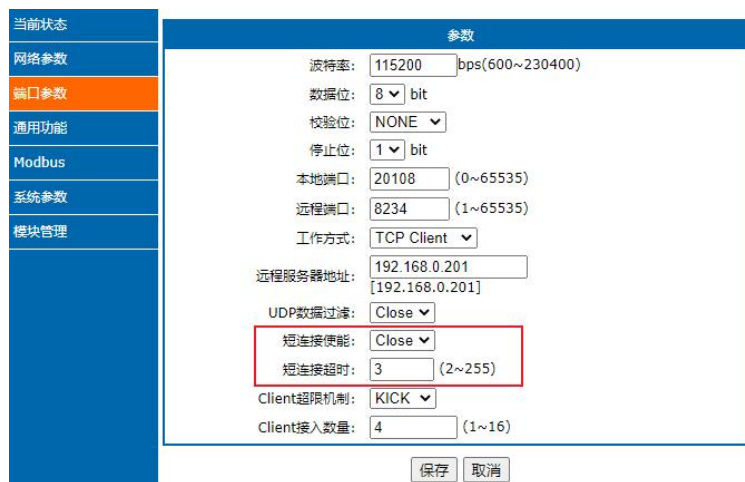 当前状态
网络参数
端口参数
通用功能
Modbus
系统参数
模块管理
参数
波特率: 115200 bps(600~230400)
数据位: 8 bit
校验位: NONE
停止位: 1 bit
本地端口: 20108 (0~65535)
远程端口: 8234 (1~65535)
工作方式: TCP Client
远程服务器地址: 192.168.0.201
[192.168.0.201]
UDP数据过滤: Close
短连接使能: Close
短连接超时: 3 (2~255)
Client超限机制: KICK
Client接入数量: 4 (1~16)
保存 取消